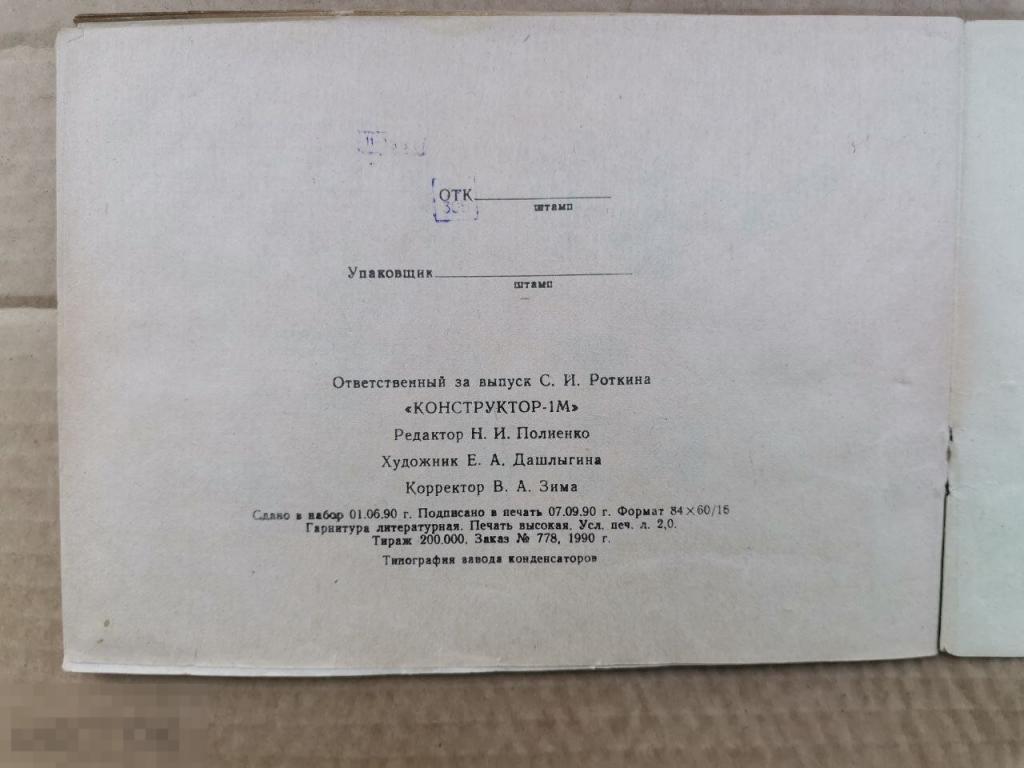 ОТК
штамп
Упаковщик
штамп
Ответственный за выпуск С. И. Роткина
«КОНСТРУКТОР-1М»
Редактор Н. И. Полиенко
Художник Е. А. Дашлыгина
Корректор В. А. Зима
Сдано в набор 01.06.90 г. Подписано в печать 07.09.90 г. Формат 84×60/16
Гарнитура литературная. Печать высокая. Усл. печ. л. 2,0.
Тираж 200.000. Заказ № 778, 1990 г.
Типография завода конденсаторов